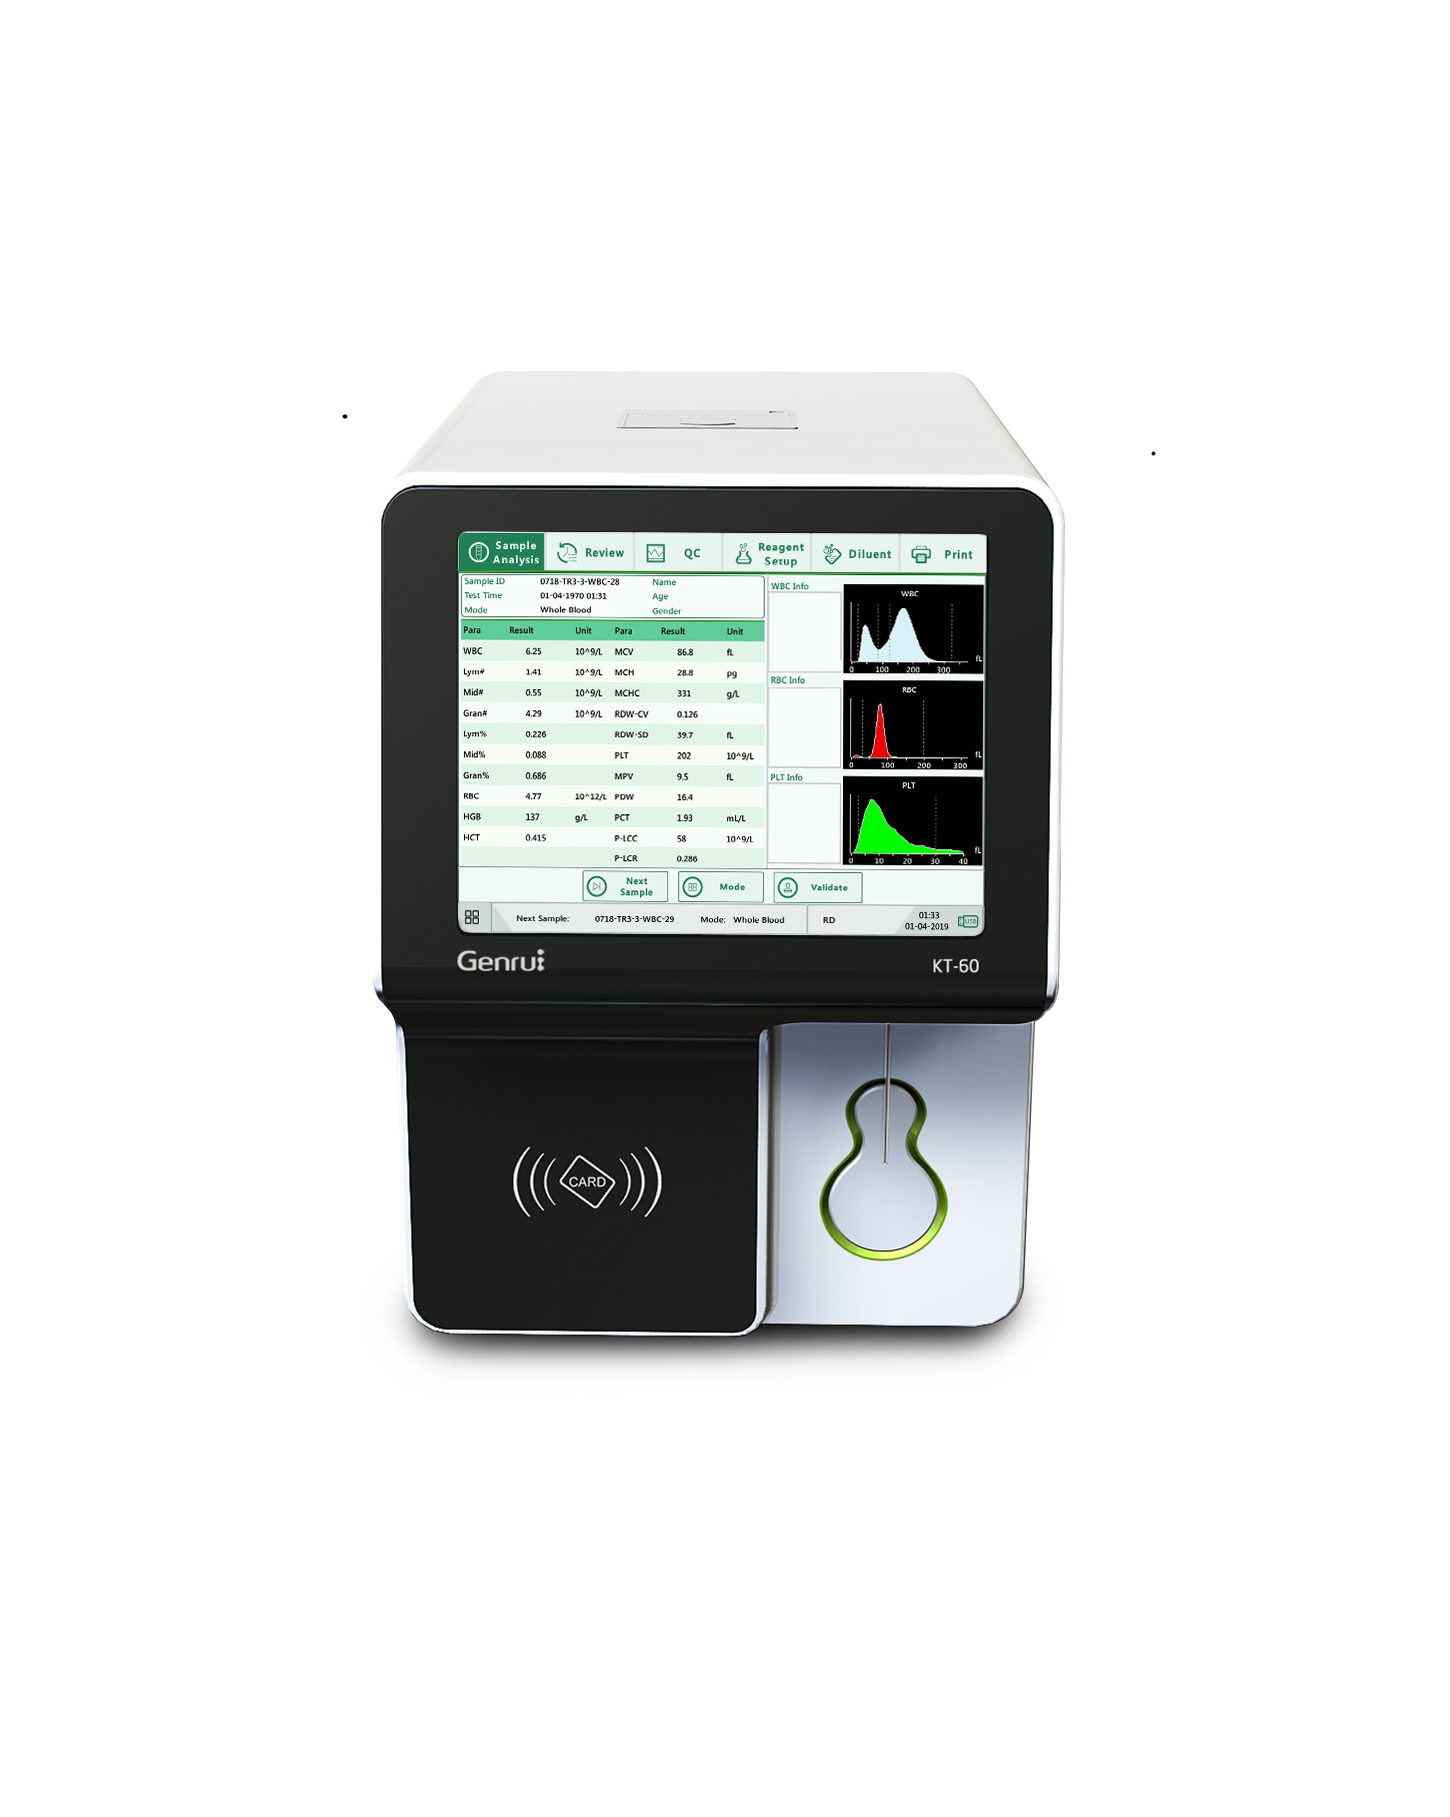 Sample Analysis Review QC Reagent Setup Diluent Print
Sample ID 0718-TR3-3-WBC-28 Name
Test Time 01-04-1970 01:31 Age
Mode Whole Blood Gender
Para Result Unit Para Result Unit
WBC 6.25 10^9/L MCV 86.8 fL
Lym# 1.41 10^9/L MCH 28.8 pg
Mid# 0.55 10^9/L MCHC 331 g/L
Gran# 4.29 10^9/L RDW-CV 0.126
Lym% 0.226 RDW-SD 39.7 fL
Mid% 0.088 PLT 202 10^9/L
Gran% 0.686 MPV 9.5 fL
RBC 4.77 10^12/L PDW 16.4
HGB 137 g/L PCT 1.93 mL/L
HCT 0.415 P-LCC 58 10^9/L
P-LCR 0.286
WBC Info
WBC
0 100 200 300 fL
RBC Info
RBC
0 100 200 300 fL
PLT Info
PLT
0 10 20 30 40 fL
Next Sample Mode Validate
Next Sample: 0718-TR3-3-WBC-29 Mode: Whole Blood RD 01:33
01-04-2019 USB
Genrui KT-60
CARD